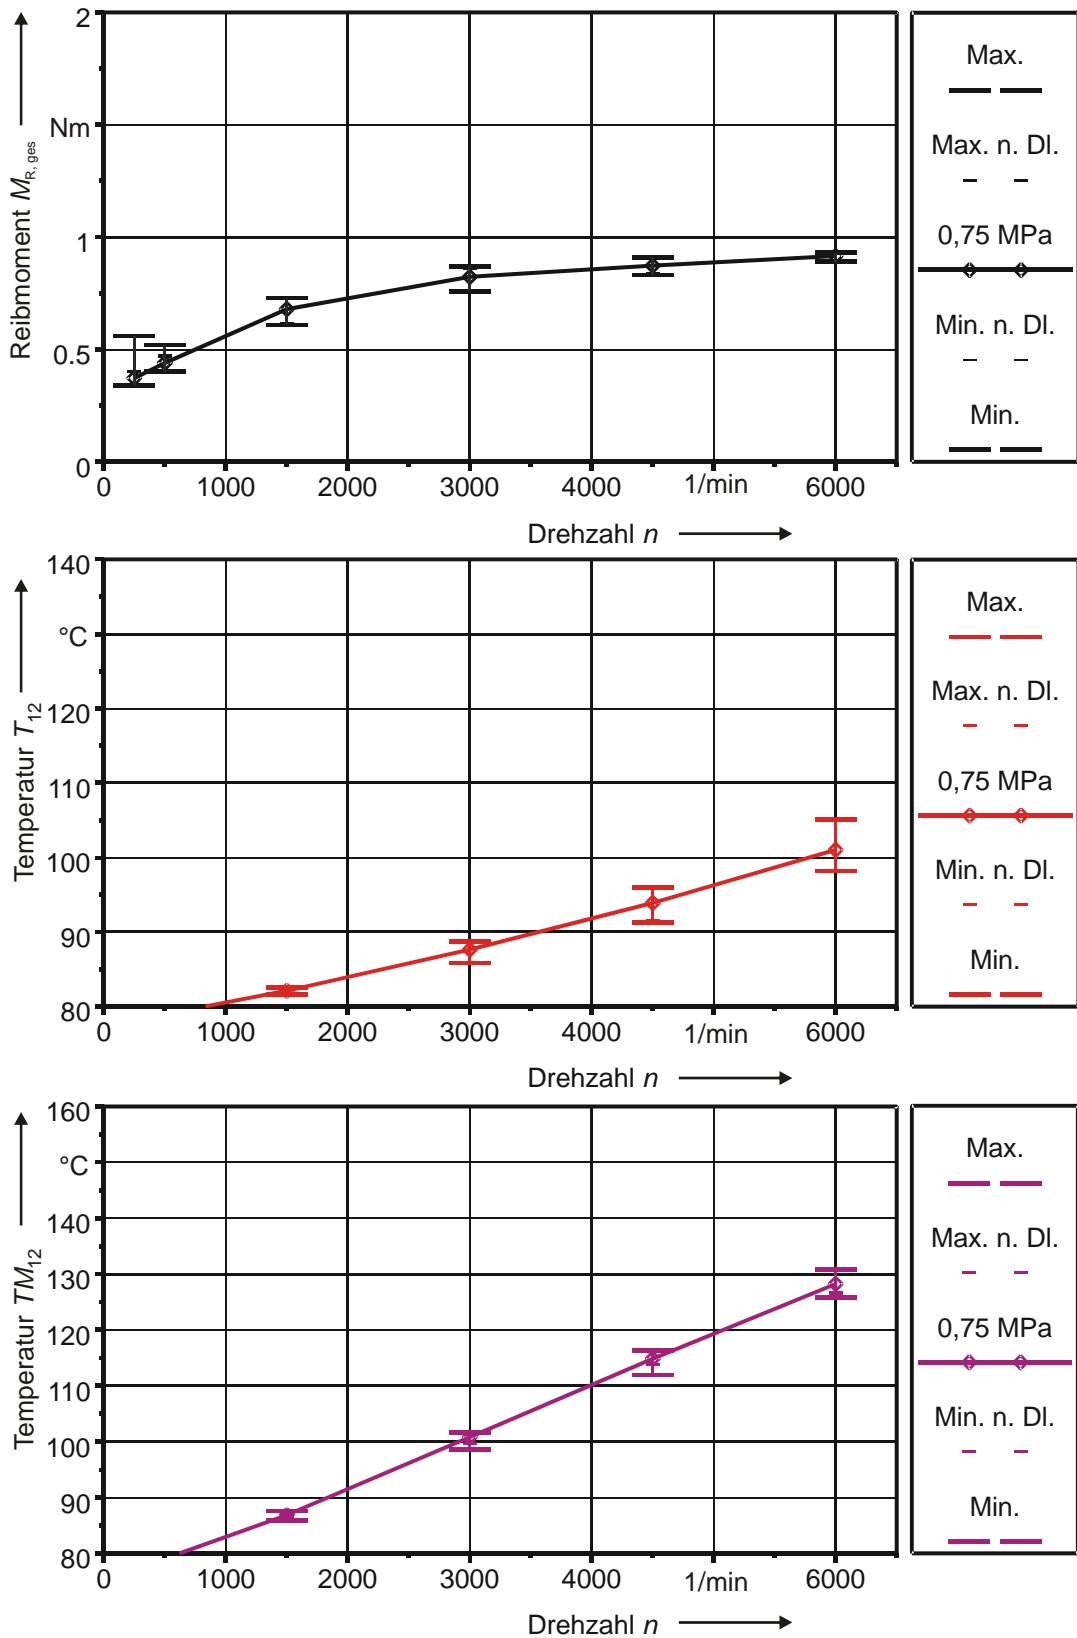 Reibmoment M R, ges
2
Nm
1
0.5
0
0 1000 2000 3000 4000 1/min 6000
Drehzahl n
Max.
Max. n. Dl.
0,75 MPa
Min. n. Dl.
Min.
Temperatur T12
140
°C
120
110
100
90
80
0 1000 2000 3000 4000 1/min 6000
Drehzahl n
Max.
Max. n. Dl.
0,75 MPa
Min. n. Dl.
Min.
Temperatur TM12
160
°C
140
130
120
110
100
90
80
0 1000 2000 3000 4000 1/min 6000
Drehzahl n
Max.
Max. n. Dl.
0,75 MPa
Min. n. Dl.
Min.